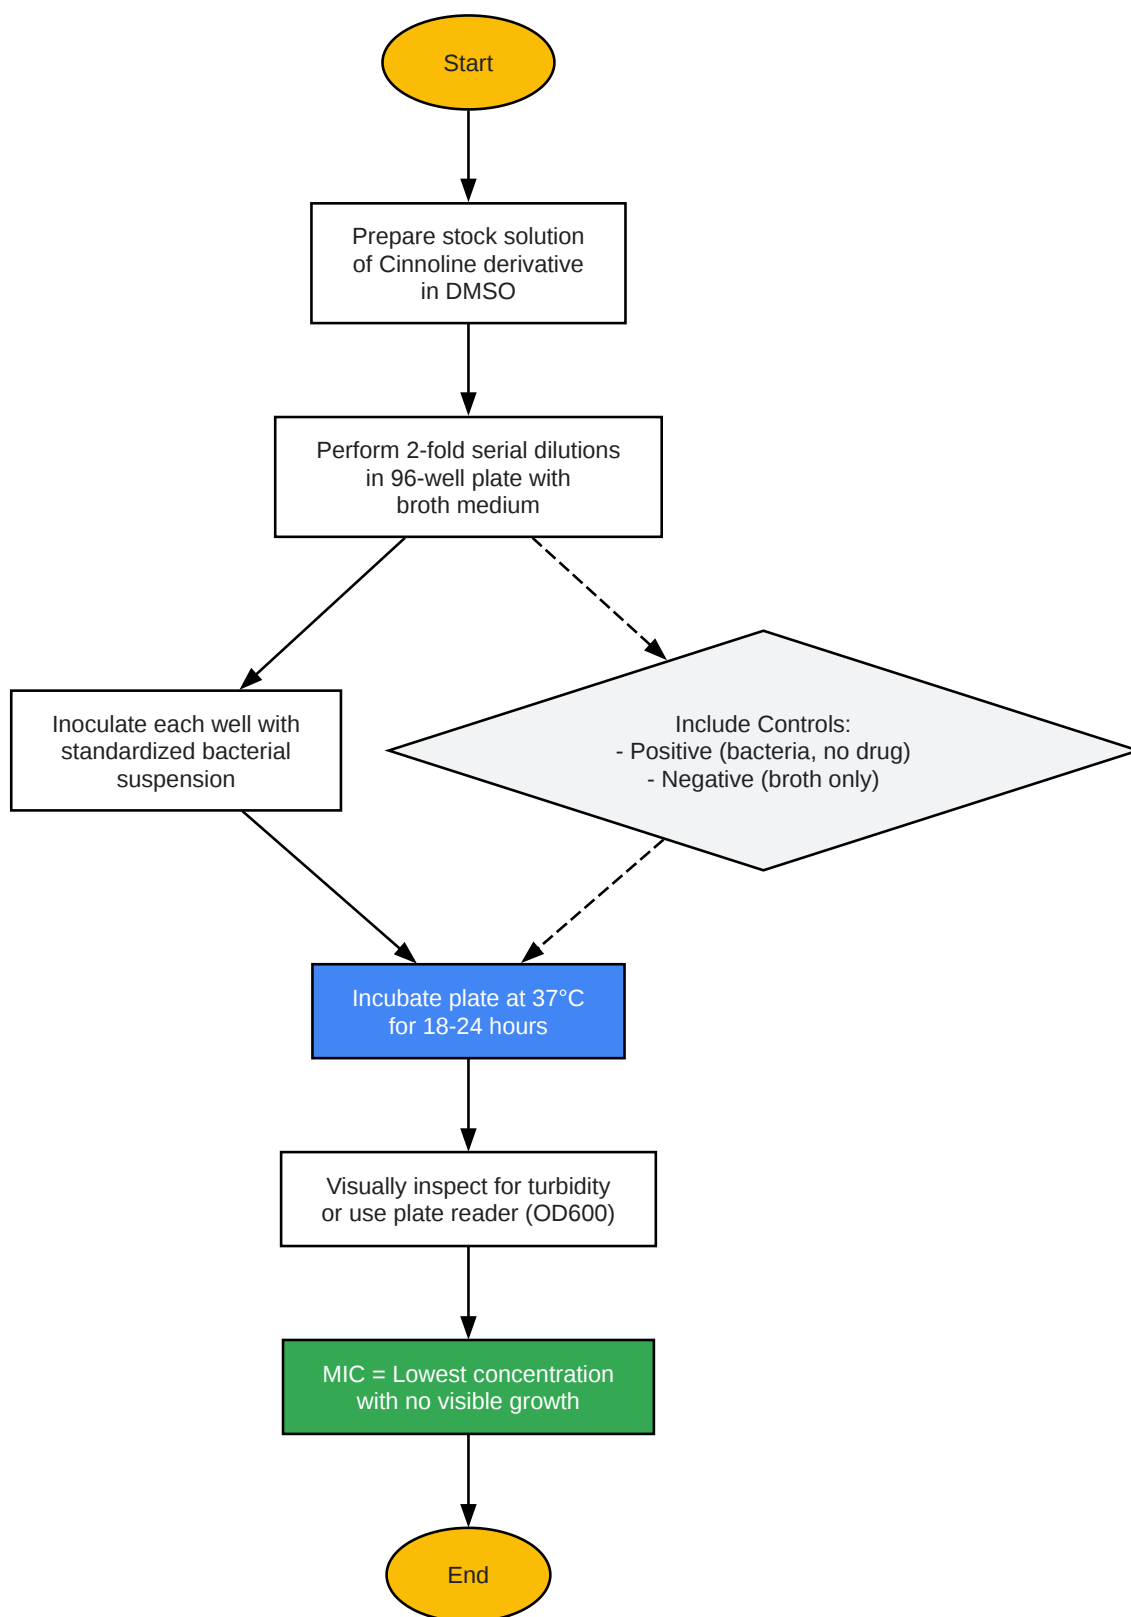 Start
Prepare stock solution
of Cinnoline derivative
in DMSO
Perform 2-fold serial dilutions
in 96-well plate with
broth medium
Inoculate each well with
standardized bacterial
suspension
Include Controls:
- Positive (bacteria, no drug)
- Negative (broth only)
Incubate plate at 37°C
for 18-24 hours
Visually inspect for turbidity
or use plate reader (OD600)
MIC = Lowest concentration
with no visible growth
End